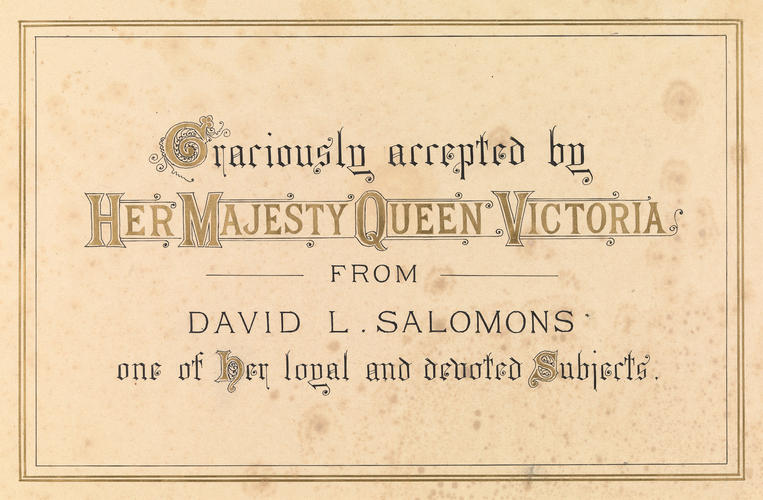 Graciously accepted by
HER MAJESTY QUEEN VICTORIA
FROM
DAVID L. SALOMONS
one of Her loyal and devoted Subjects.